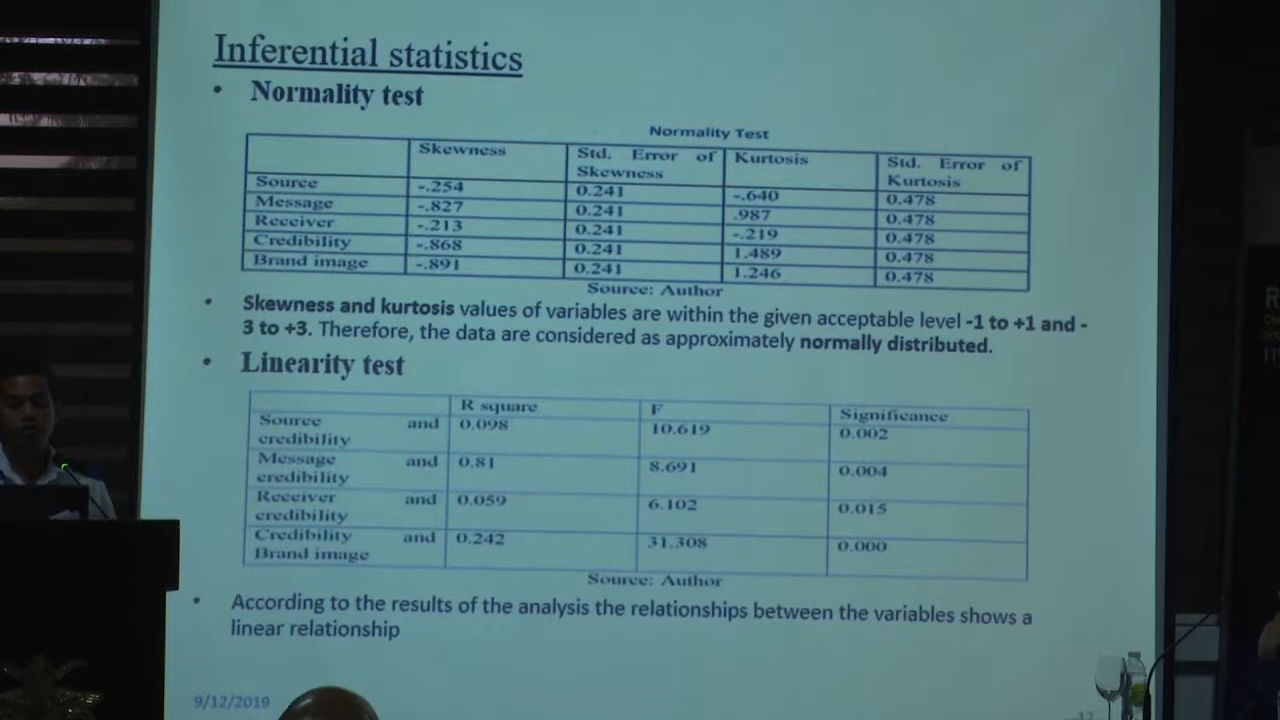 Inferential statistics
• Normality test
Normality Test
Skewness Std. Error of Skewness Kurtosis Std. Error of Kurtosis
Source -.254 0.241 -.640 0.478
Message -.827 0.241 .987 0.478
Receiver -.213 0.241 -.219 0.478
Credibility -.868 0.241 1.489 0.478
Brand image -.891 0.241 1.246 0.478
Source: Author
• Skewness and kurtosis values of variables are within the given acceptable level -1 to +1 and -
3 to +3. Therefore, the data are considered as approximately normally distributed.
• Linearity test
R square F Significance
Source and credibility 0.098 10.619 0.002
Message and credibility 0.81 8.691 0.004
Receiver and credibility 0.059 6.102 0.015
Credibility and Brand image 0.242 31.308 0.000
Source: Author
• According to the results of the analysis the relationships between the variables shows a
linear relationship
9/12/2019